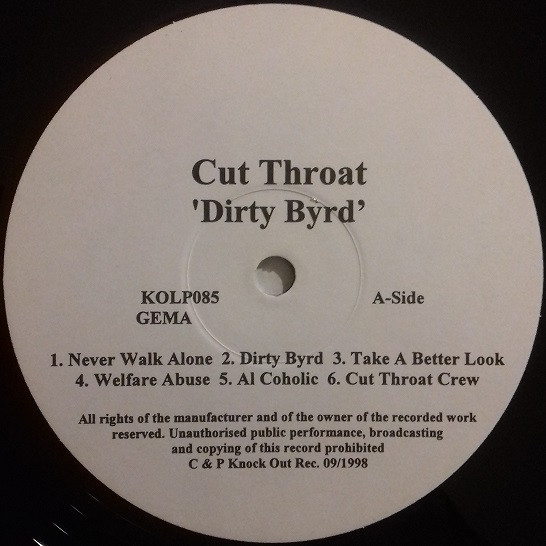 Cut Throat
'Dirty Byrd’
KOLP085 A-Side
GEMA
1. Never Walk Alone 2. Dirty Byrd 3. Take A Better Look
4. Welfare Abuse 5. Al Coholic 6. Cut Throat Crew
All rights of the manufacturer and of the owner of the recorded work
reserved. Unauthorised public performance, broadcasting
and copying of this record prohibited
C & P Knock Out Rec. 09/1998